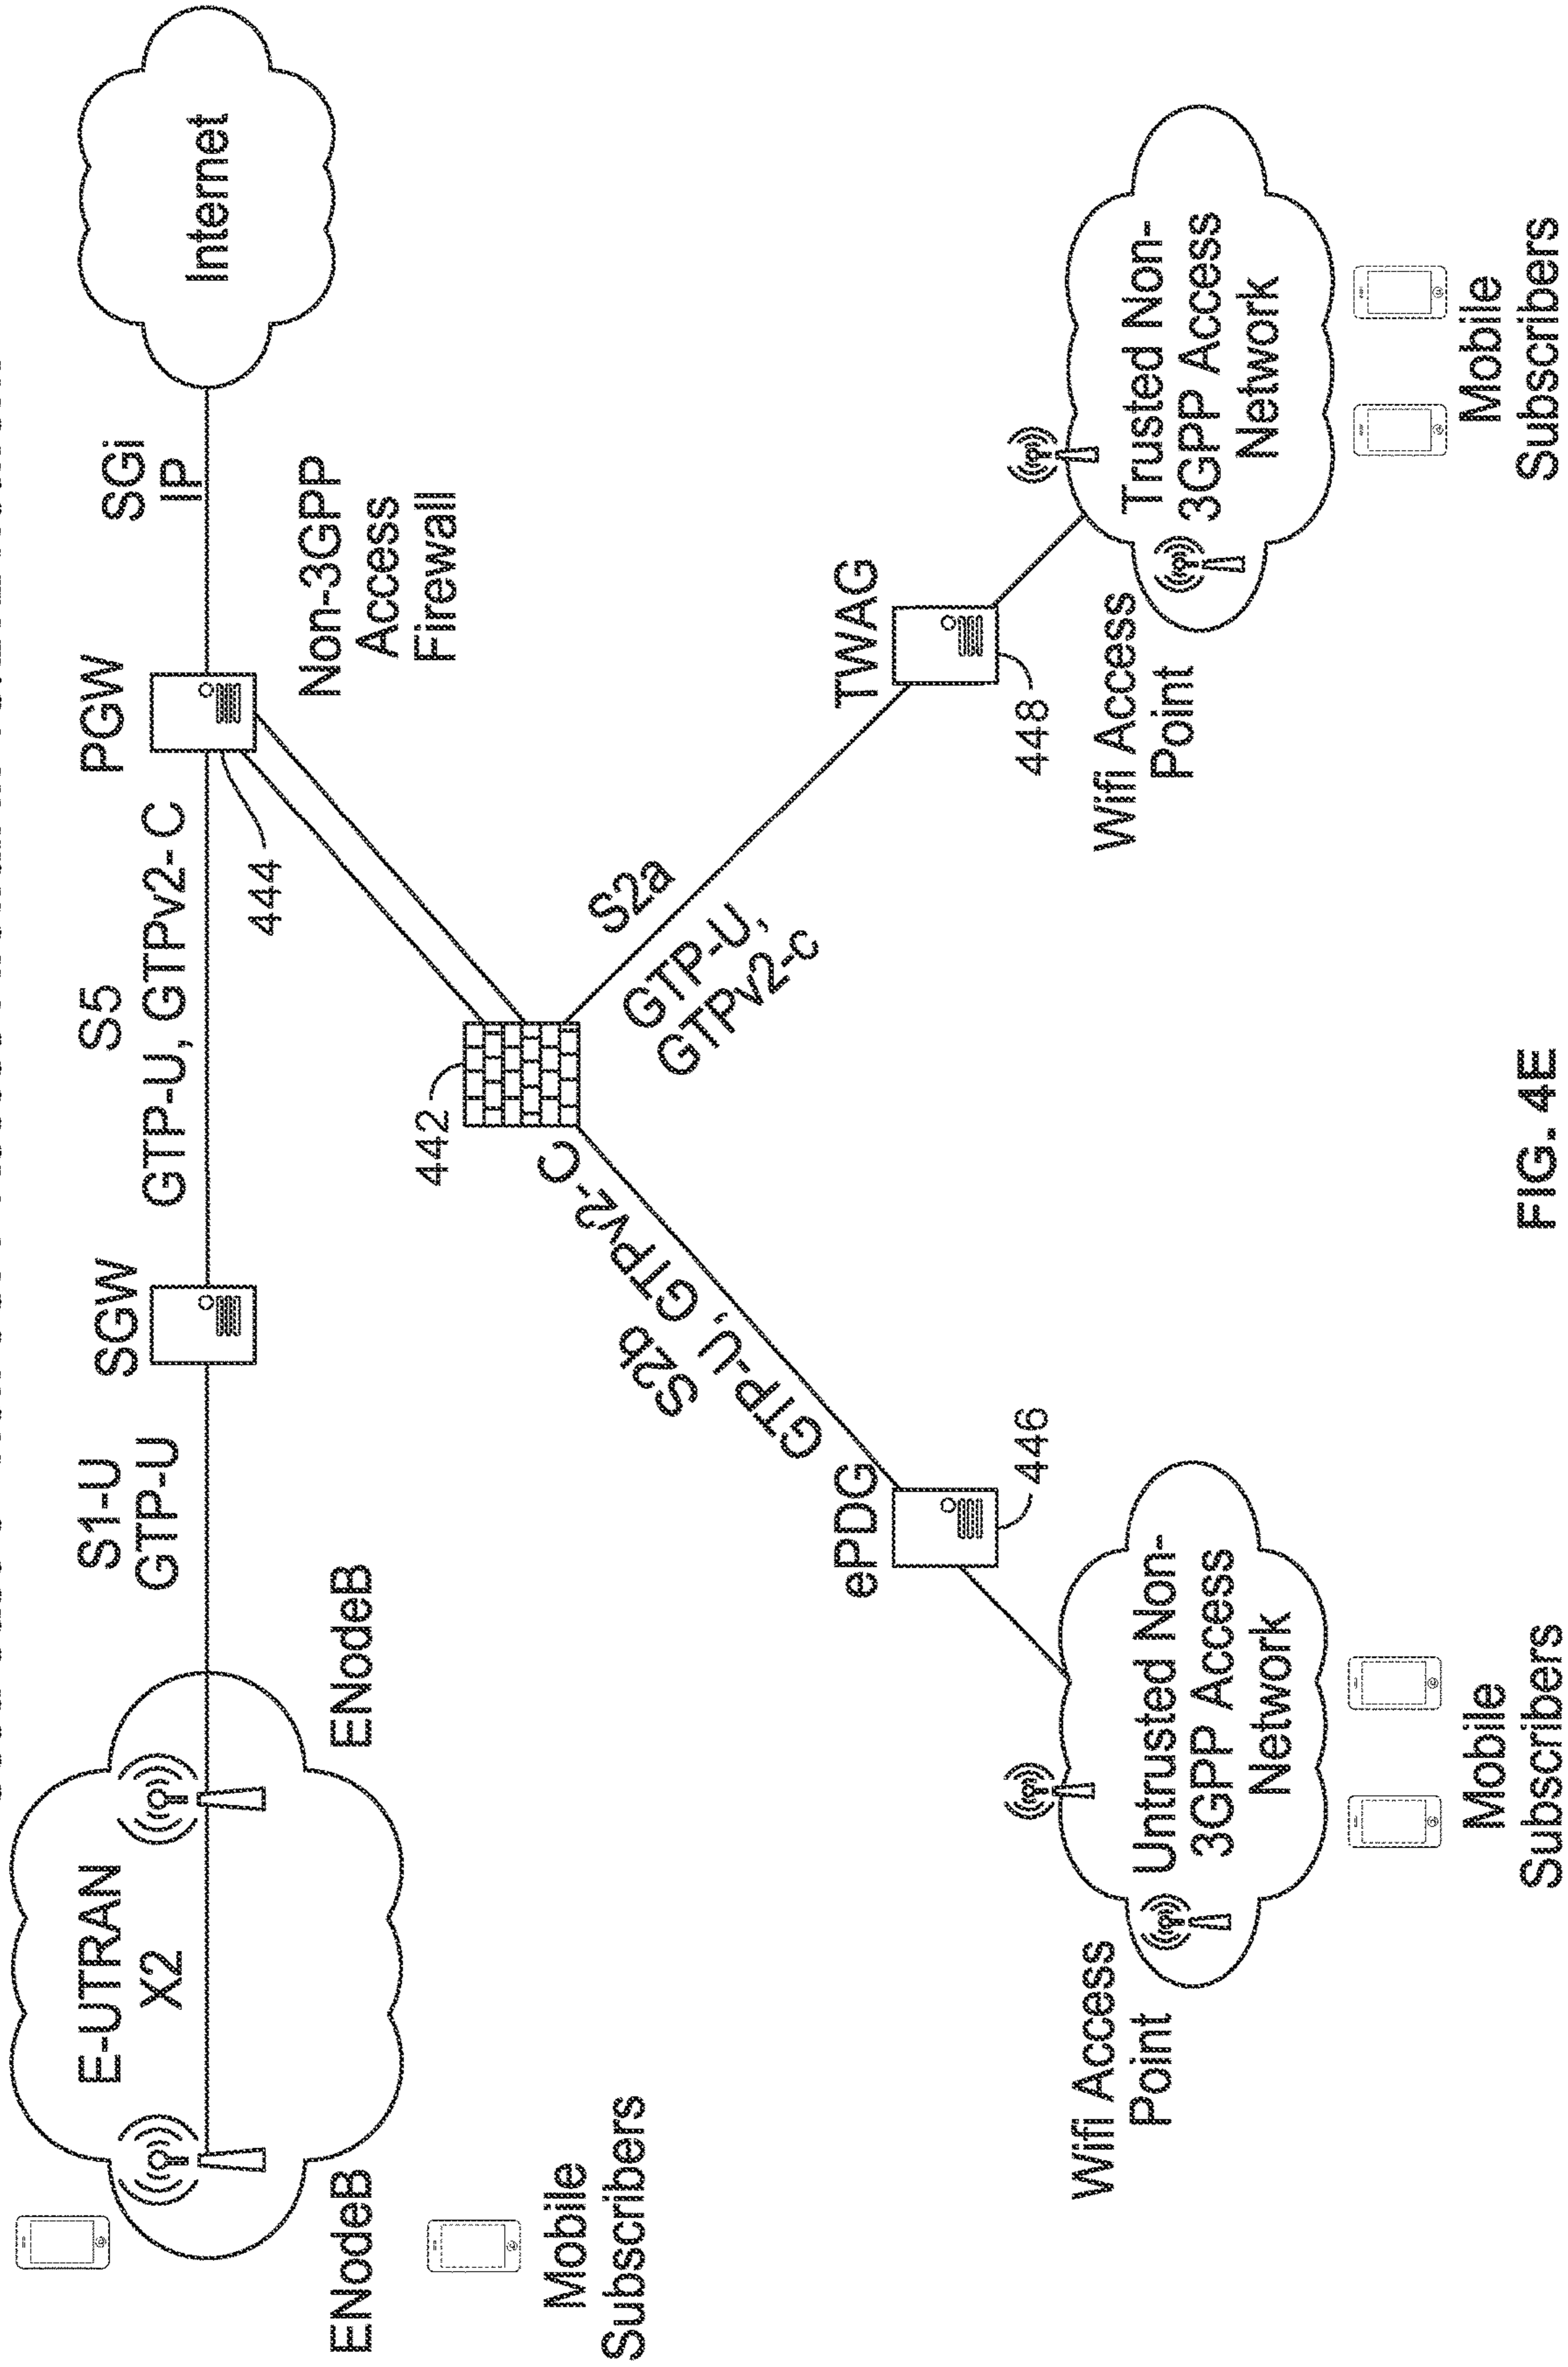 E-UTRAN
X2
ENodeB
ENodeB
Mobile
Subscribers
S1-U
GTP-U
SGW
S5
GTP-U, GTPv2- C
PGW
444
SGi
IP
Internet
Non-3GPP
Access
Firewall
442
S2b
GTP-U, GTPv2- C
S2a
GTP-U,
GTPv2-c
ePDG
446
TWAG
448
Wifi Access
Point
Untrusted Non-
3GPP Access
Network
Mobile
Subscribers
Wifi Access
Point
Trusted Non-
3GPP Access
Network
Mobile
Subscribers
FIG. 4E